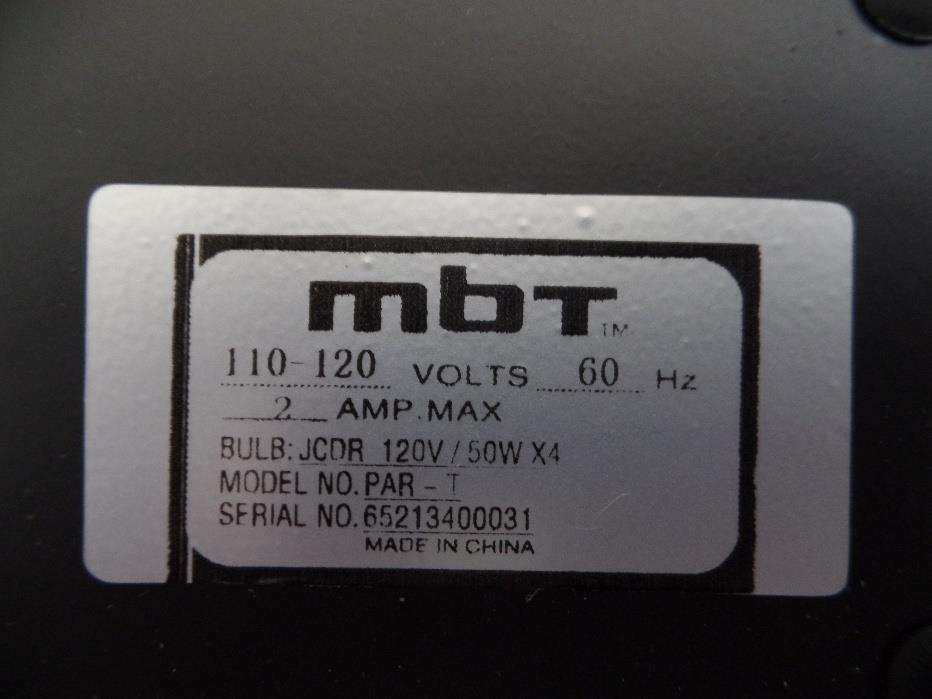 mbT TM
110-120 VOLTS 60 Hz
2 AMP.MAX
BULB: JCDR 120V / 50W X4
MODEL NO. PAR - T
SERIAL NO. 65213400031
MADE IN CHINA